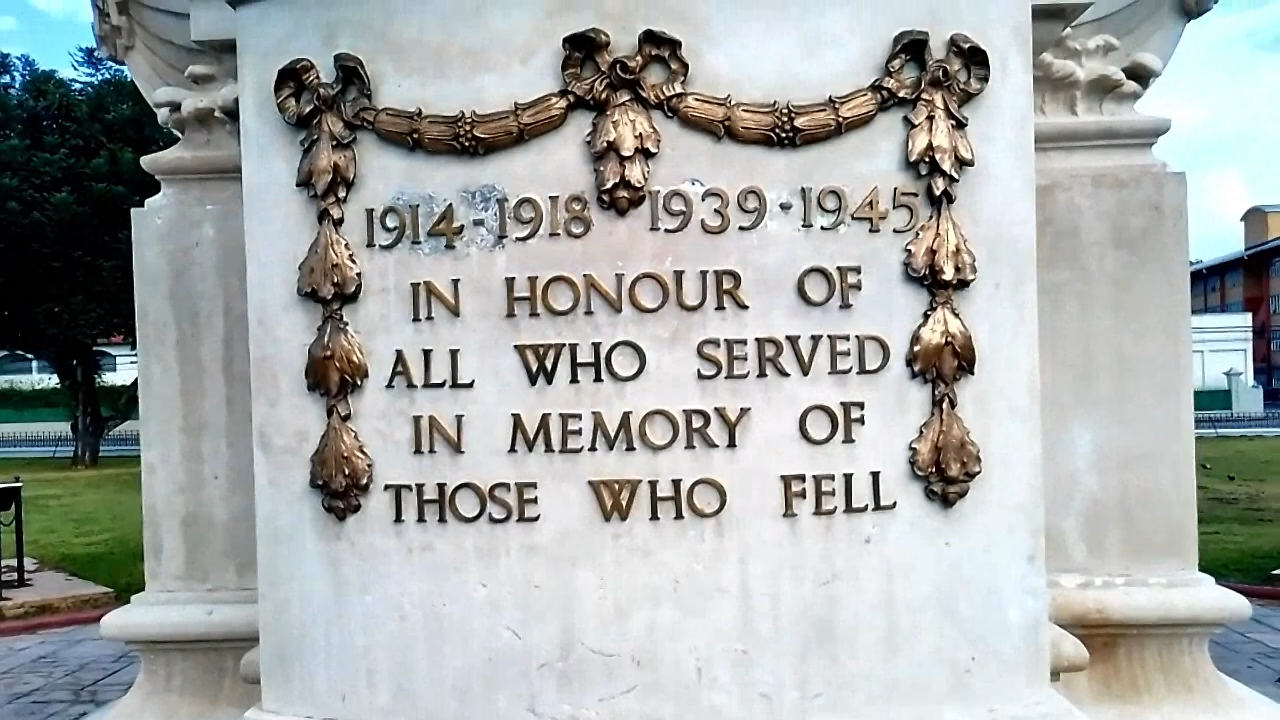 1914-1918 1939-1945
IN HONOUR OF
ALL WHO SERVED
IN MEMORY OF
THOSE WHO FELL